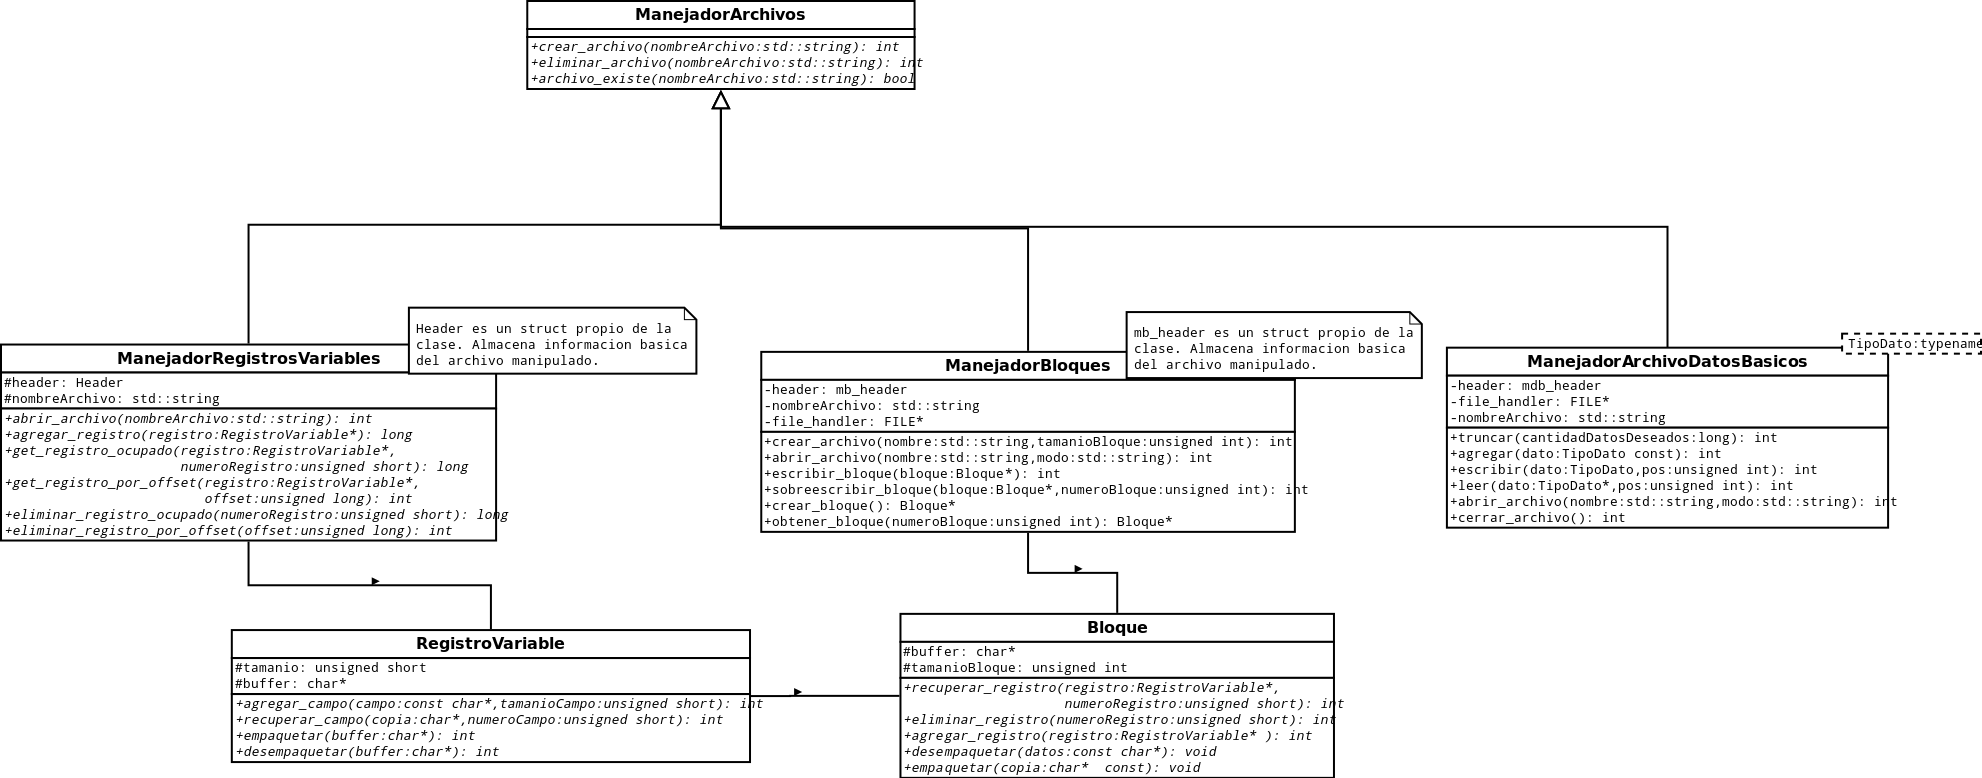 ManejadorArchivos
+crear_archivo(nombreArchivo:std::string): int
+eliminar_archivo(nombreArchivo:std::string): int
+archivo_existe(nombreArchivo:std::string): bool
ManejadorRegistrosVariables
#header: Header
#nombreArchivo: std::string
+abrir_archivo(nombreArchivo:std::string): int
+agregar_registro(registro:RegistroVariable*): long
+get_registro_ocupado(registro:RegistroVariable*,
numeroRegistro:unsigned short): long
+get_registro_por_offset(registro:RegistroVariable*,
offset:unsigned long): int
+eliminar_registro_ocupado(numeroRegistro:unsigned short): long
+eliminar_registro_por_offset(offset:unsigned long): int
Header es un struct propio de la
clase. Almacena informacion basica
del archivo manipulado.
ManejadorBloques
-header: mb_header
-nombreArchivo: std::string
-file_handler: FILE*
+crear_archivo(nombre:std::string,tamanioBloque:unsigned int): int
+abrir_archivo(nombre:std::string,modo:std::string): int
+escribir_bloque(bloque:Bloque*): int
+sobreescribir_bloque(bloque:Bloque*,numeroBloque:unsigned int): int
+crear_bloque(): Bloque*
+obtener_bloque(numeroBloque:unsigned int): Bloque*
mb_header es un struct propio de la
clase. Almacena informacion basica
del archivo manipulado.
ManejadorArchivoDatosBasicos
TipoDato:typename
-header: mdb_header
-file_handler: FILE*
-nombreArchivo: std::string
+truncar(cantidadDatosDeseados:long): int
+agregar(dato:TipoDato const): int
+escribir(dato:TipoDato,pos:unsigned int): int
+leer(dato:TipoDato*,pos:unsigned int): int
+abrir_archivo(nombre:std::string,modo:std::string): int
+cerrar_archivo(): int
RegistroVariable
#tamanio: unsigned short
#buffer: char*
+agregar_campo(campo:const char*,tamanioCampo:unsigned short): int
+recuperar_campo(copia:char*,numeroCampo:unsigned short): int
+empaquetar(buffer:char*): int
+desempaquetar(buffer:char*): int
Bloque
#buffer: char*
#tamanioBloque: unsigned int
+recuperar_registro(registro:RegistroVariable*,
numeroRegistro:unsigned short): int
+eliminar_registro(numeroRegistro:unsigned short): int
+agregar_registro(registro:RegistroVariable* ): int
+desempaquetar(datos:const char*): void
+empaquetar(copia:char*  const): void